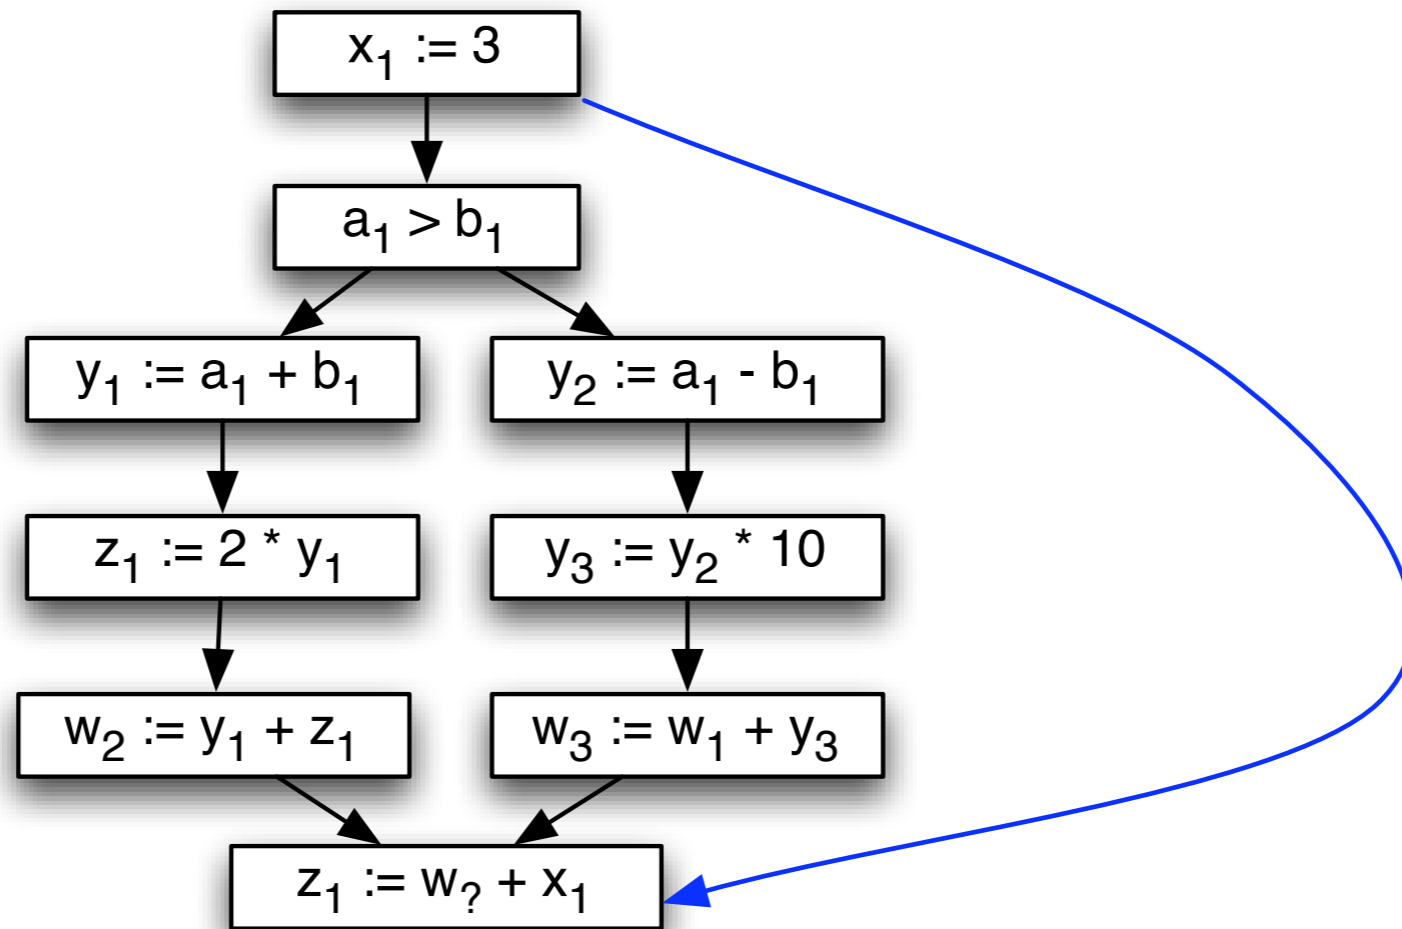 x₁ := 3
a₁ > b₁
y₁ := a₁ + b₁
y₂ := a₁ - b₁
z₁ := 2 * y₁
y₃ := y₂ * 10
w₂ := y₁ + z₁
w₃ := w₁ + y₃
z₁ := w? + x₁